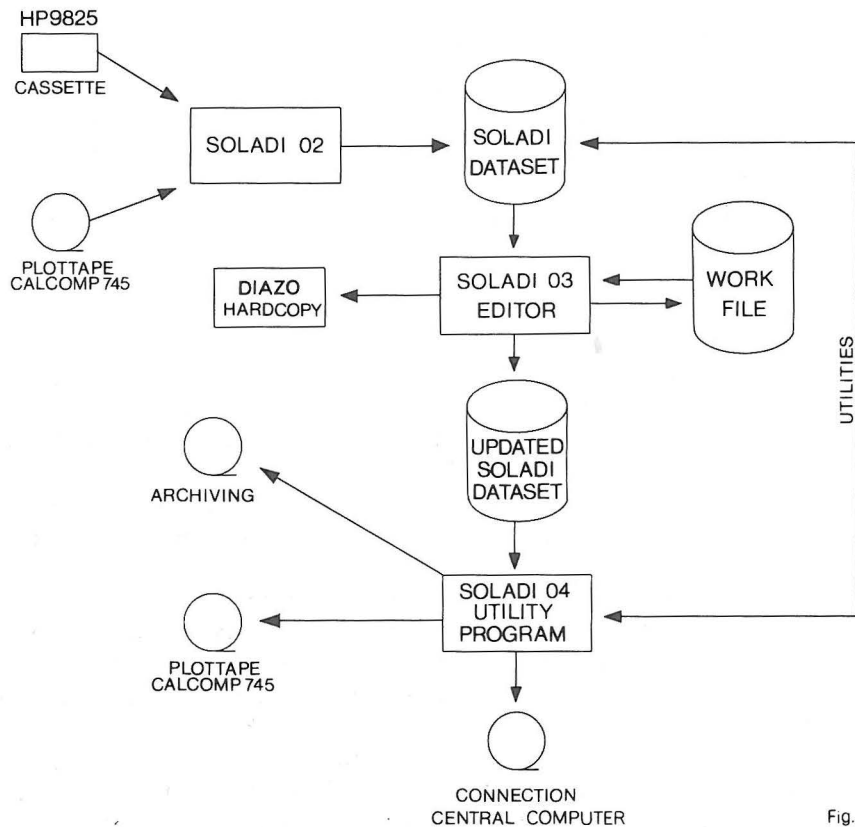 HP9825
CASSETTE
SOLADI 02
SOLADI
DATASET
PLOTTAPE
CALCOMP 745
DIAZO
HARDCOPY
SOLADI 03
EDITOR
WORK
FILE
UTILITIES
UPDATED
SOLADI
DATASET
ARCHIVING
SOLADI 04
UTILITY
PROGRAM
PLOTTAPE
CALCOMP 745
CONNECTION
CENTRAL COMPUTER
Fig.